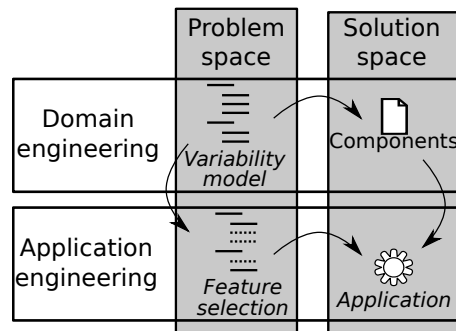 Problem
space
Solution
space
Domain
engineering
Variability
model
Components
Application
engineering
Feature
selection
Application